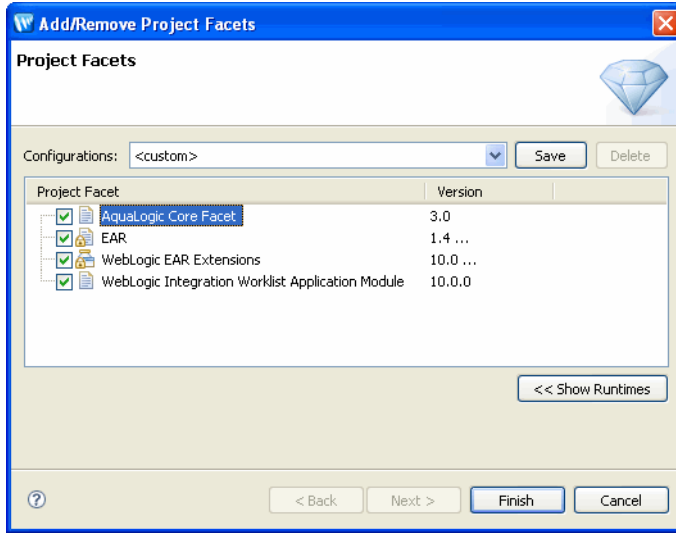 Add/Remove Project Facets
Project Facets
Configurations: <custom> Save Delete
Project Facet Version
AquaLogic Core Facet 3.0
EAR 1.4 ...
WebLogic EAR Extensions 10.0 ...
WebLogic Integration Worklist Application Module 10.0.0
<< Show Runtimes
? < Back Next > Finish Cancel